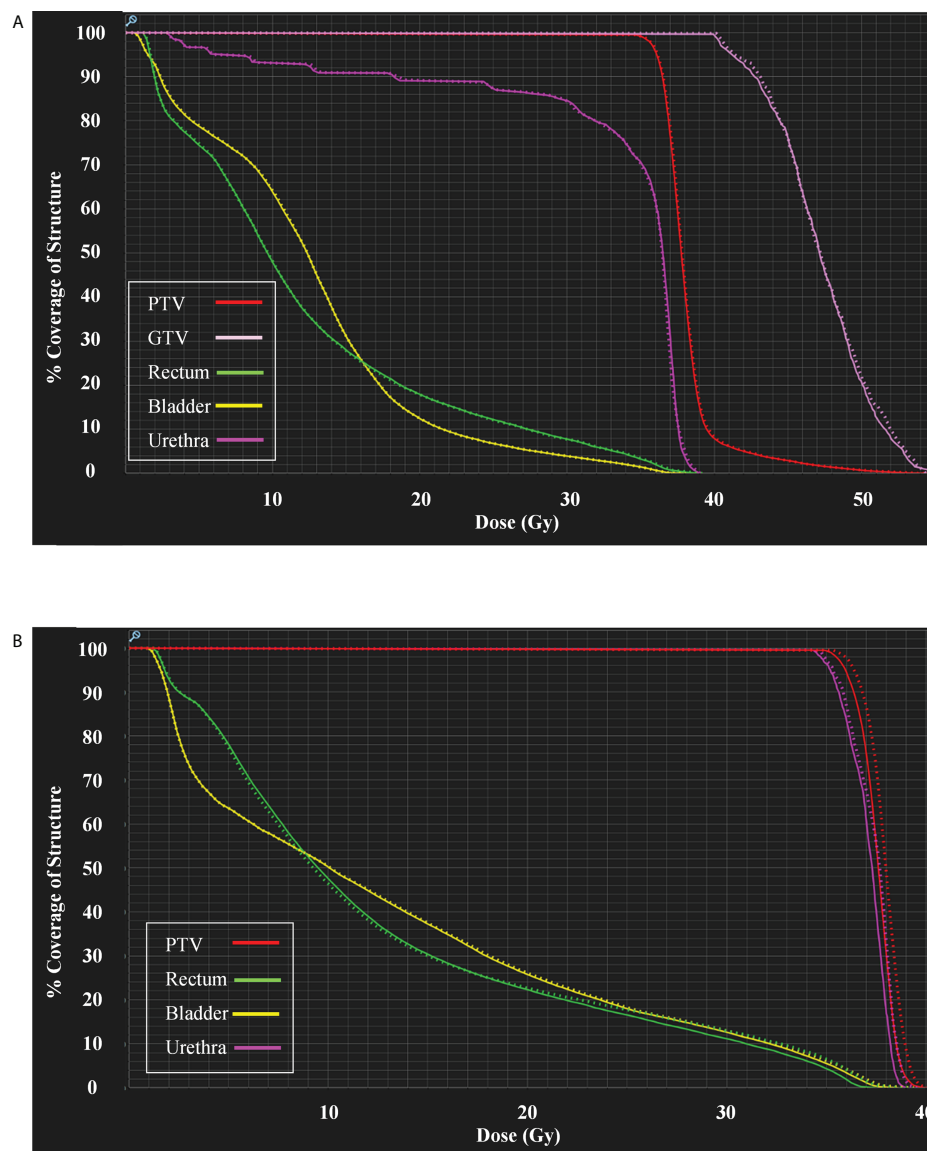 A
100
90
80
70
60
50
40
30
20
10
0
% Coverage of Structure
PTV
GTV
Rectum
Bladder
Urethra
10 20 30 40 50
Dose (Gy)
B
100
90
80
70
60
50
40
30
20
10
0
% Coverage of Structure
PTV
Rectum
Bladder
Urethra
10 20 30 40
Dose (Gy)